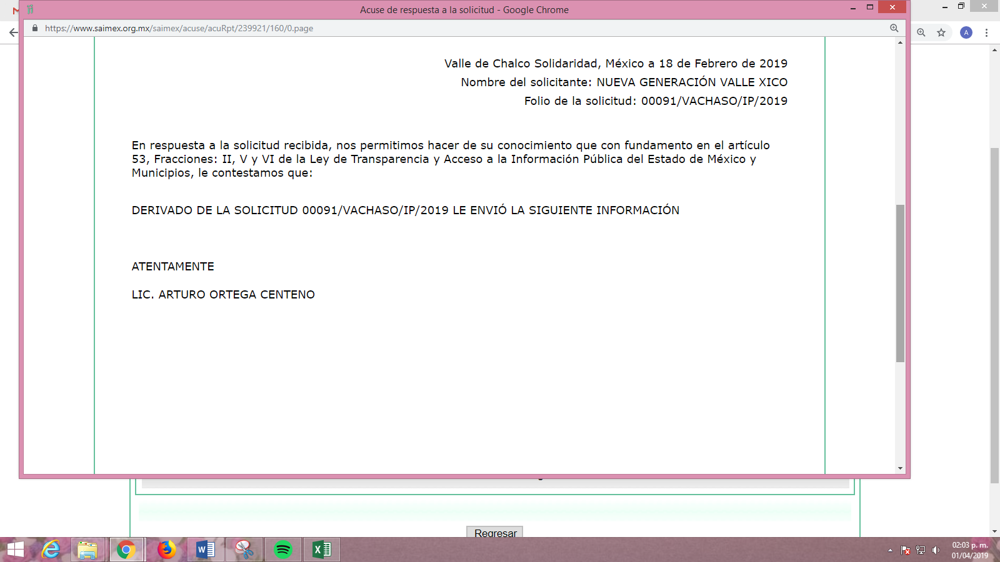 Acuse de respuesta a la solicitud - Google Chrome
https://www.saimex.org.mx/saimex/acuse/acuRpt/239921/160/0.page
A
Valle de Chalco Solidaridad, México a 18 de Febrero de 2019
Nombre del solicitante: NUEVA GENERACIÓN VALLE XICO
Folio de la solicitud: 00091/VACHASO/IP/2019
En respuesta a la solicitud recibida, nos permitimos hacer de su conocimiento que con fundamento en el artículo
53, Fracciones: II, V y VI de la Ley de Transparencia y Acceso a la Información Pública del Estado de México y
Municipios, le contestamos que:
DERIVADO DE LA SOLICITUD 00091/VACHASO/IP/2019 LE ENVIÓ LA SIGUIENTE INFORMACIÓN
ATENTAMENTE
LIC. ARTURO ORTEGA CENTENO
Regresar
02:03 p. m.
01/04/2019